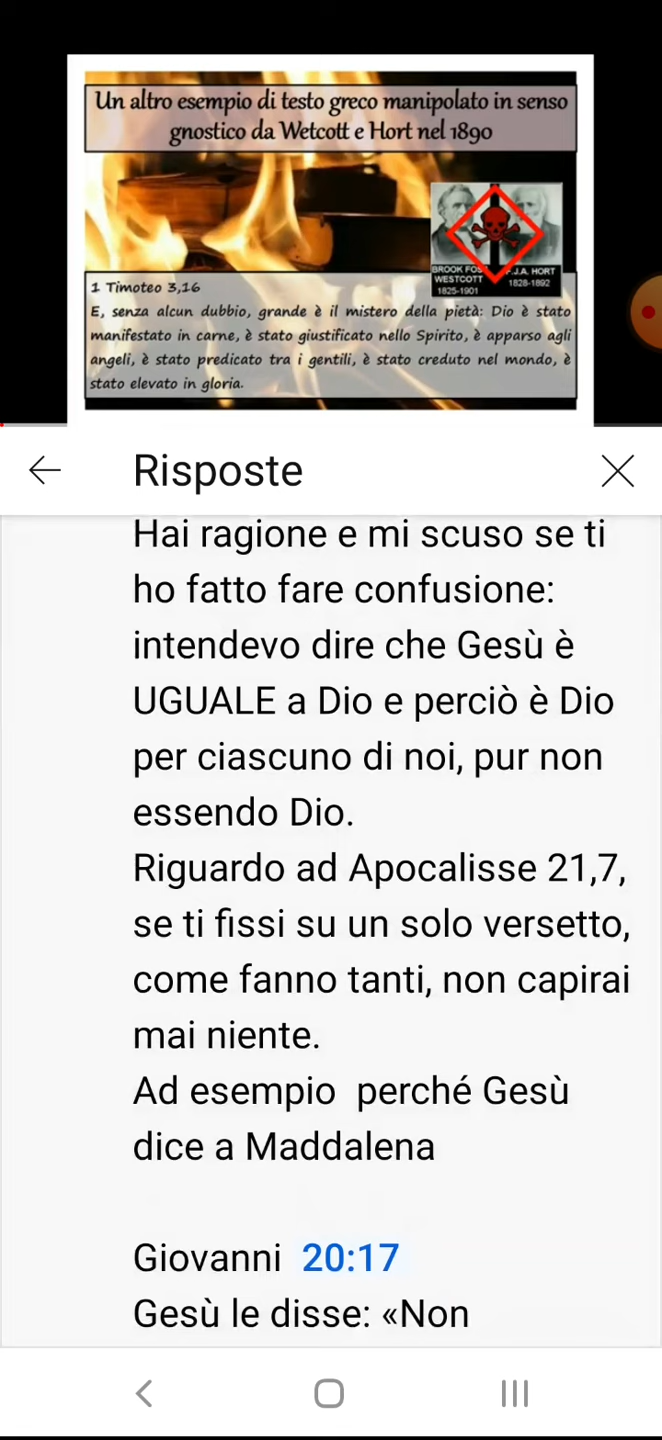 Un altro esempio di testo greco manipolato in senso
gnostico da Wetcott e Hort nel 1890
BROOK FOS
WESTCOTT
1825-1901
F.J.A. HORT
1828-1892
1 Timoteo 3,16
E, senza alcun dubbio, grande è il mistero della pietà: Dio è stato
manifestato in carne, è stato giustificato nello Spirito, è apparso agli
angeli, è stato predicato tra i gentili, è stato creduto nel mondo, è
stato elevato in gloria.
Risposte
Hai ragione e mi scuso se ti
ho fatto fare confusione:
intendevo dire che Gesù è
UGUALE a Dio e perciò è Dio
per ciascuno di noi, pur non
essendo Dio.
Riguardo ad Apocalisse 21,7,
se ti fissi su un solo versetto,
come fanno tanti, non capirai
mai niente.
Ad esempio perché Gesù
dice a Maddalena
Giovanni 20:17
Gesù le disse: «Non